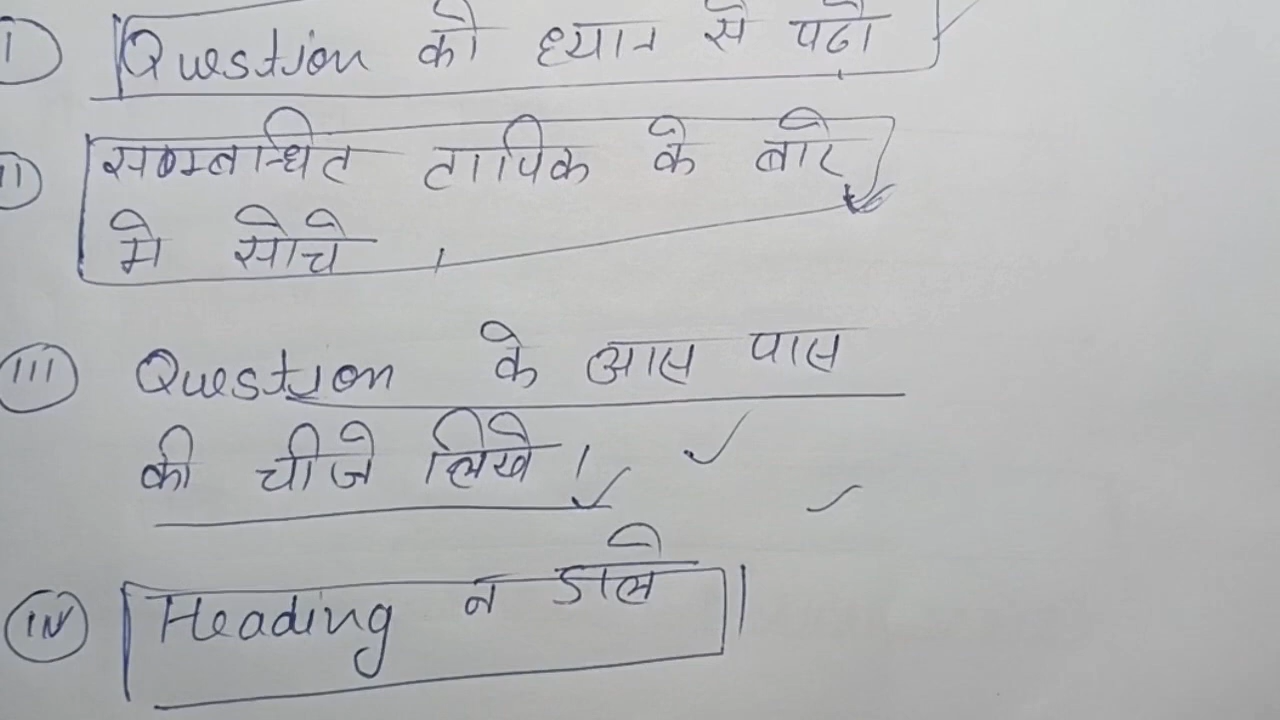 I) Question को ध्यान से पढो
II) सम्बन्धित तापिक के बारे
मे सोचे ।
III) Question के आस पास
की चीजे लिखे ।
IV) Heading न डाले